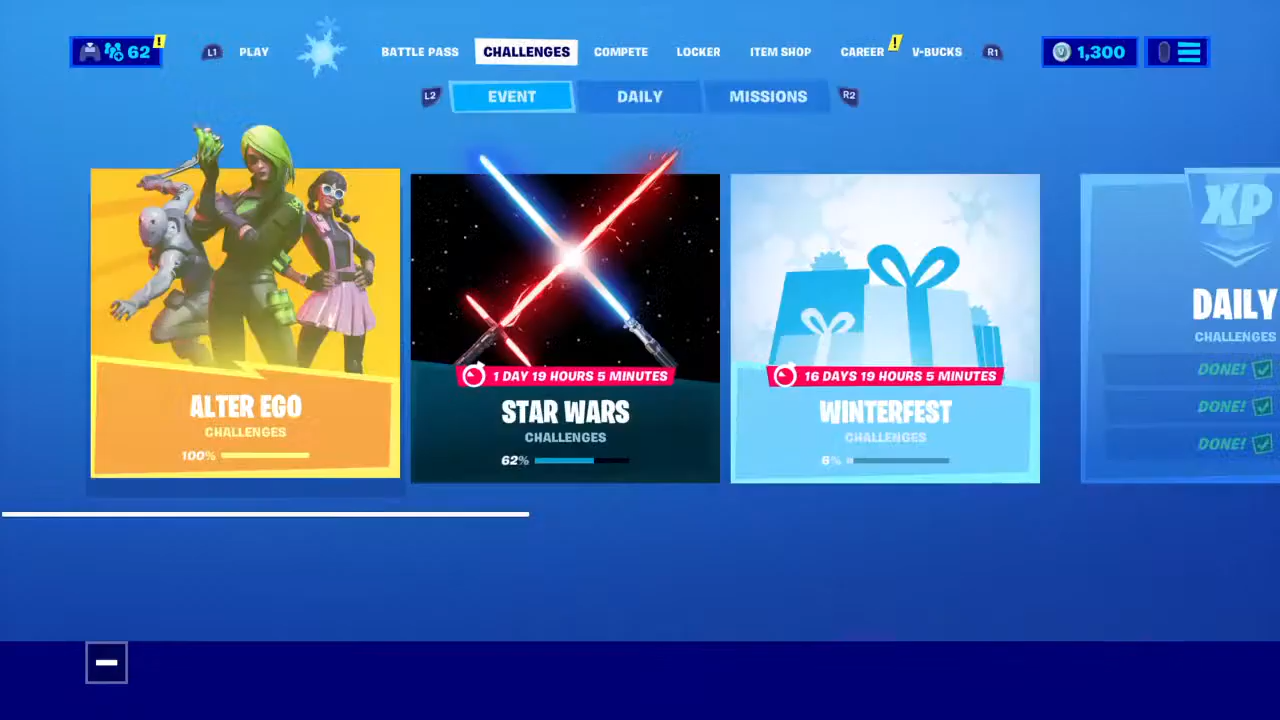 62 !
L1 PLAY BATTLE PASS CHALLENGES COMPETE LOCKER ITEM SHOP CAREER ! V-BUCKS R1
V 1,300
L2 EVENT DAILY MISSIONS R2
ALTER EGO
CHALLENGES
100%
1 DAY 19 HOURS 5 MINUTES
STAR WARS
CHALLENGES
62%
16 DAYS 19 HOURS 5 MINUTES
WINTERFEST
CHALLENGES
6%
XP
DAILY
CHALLENGES
DONE!
DONE!
DONE!